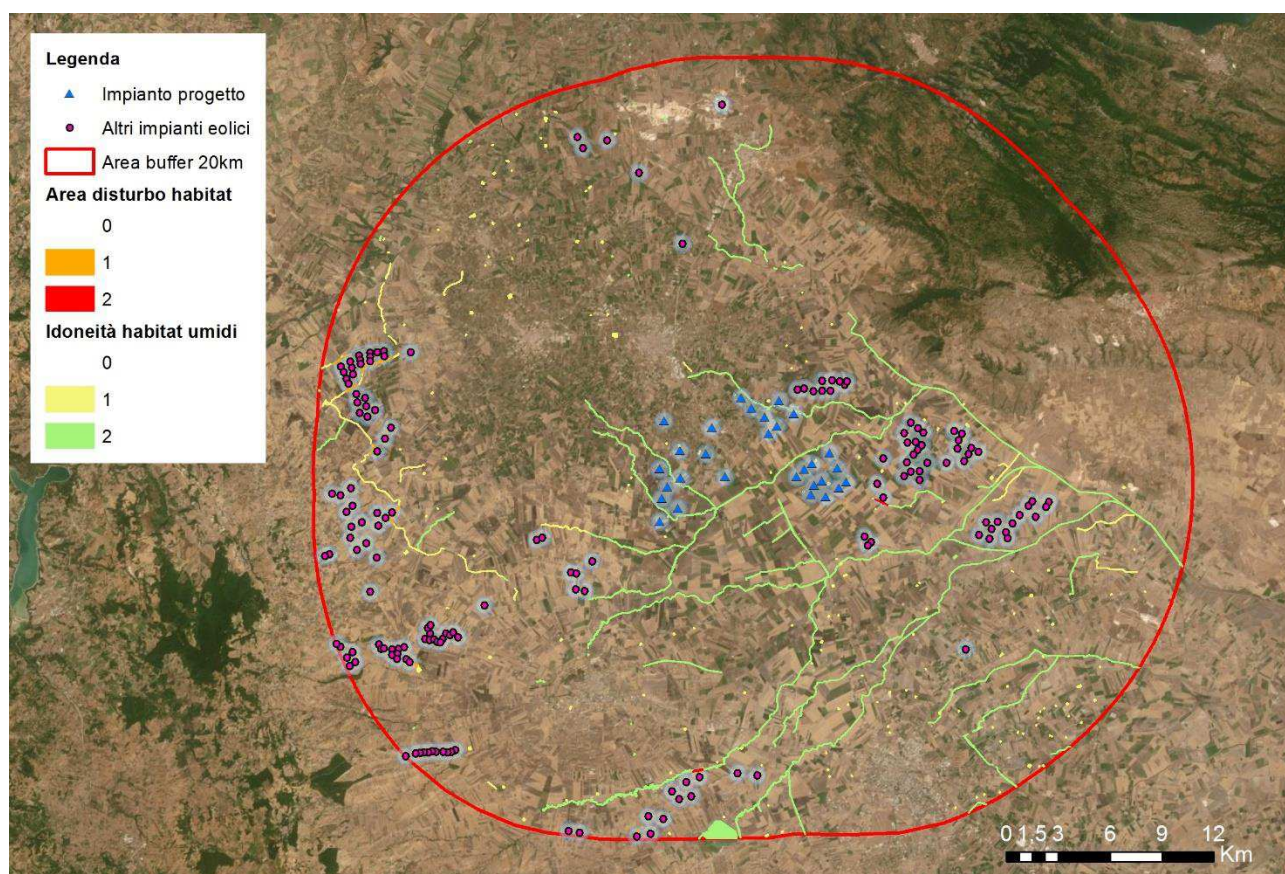 Legenda
Impianto progetto
Altri impianti eolici
Area buffer 20km
Area disturbo habitat
0
1
2
Idoneità habitat umidi
0
1
2
0 1,5 3 6 9 12
Km